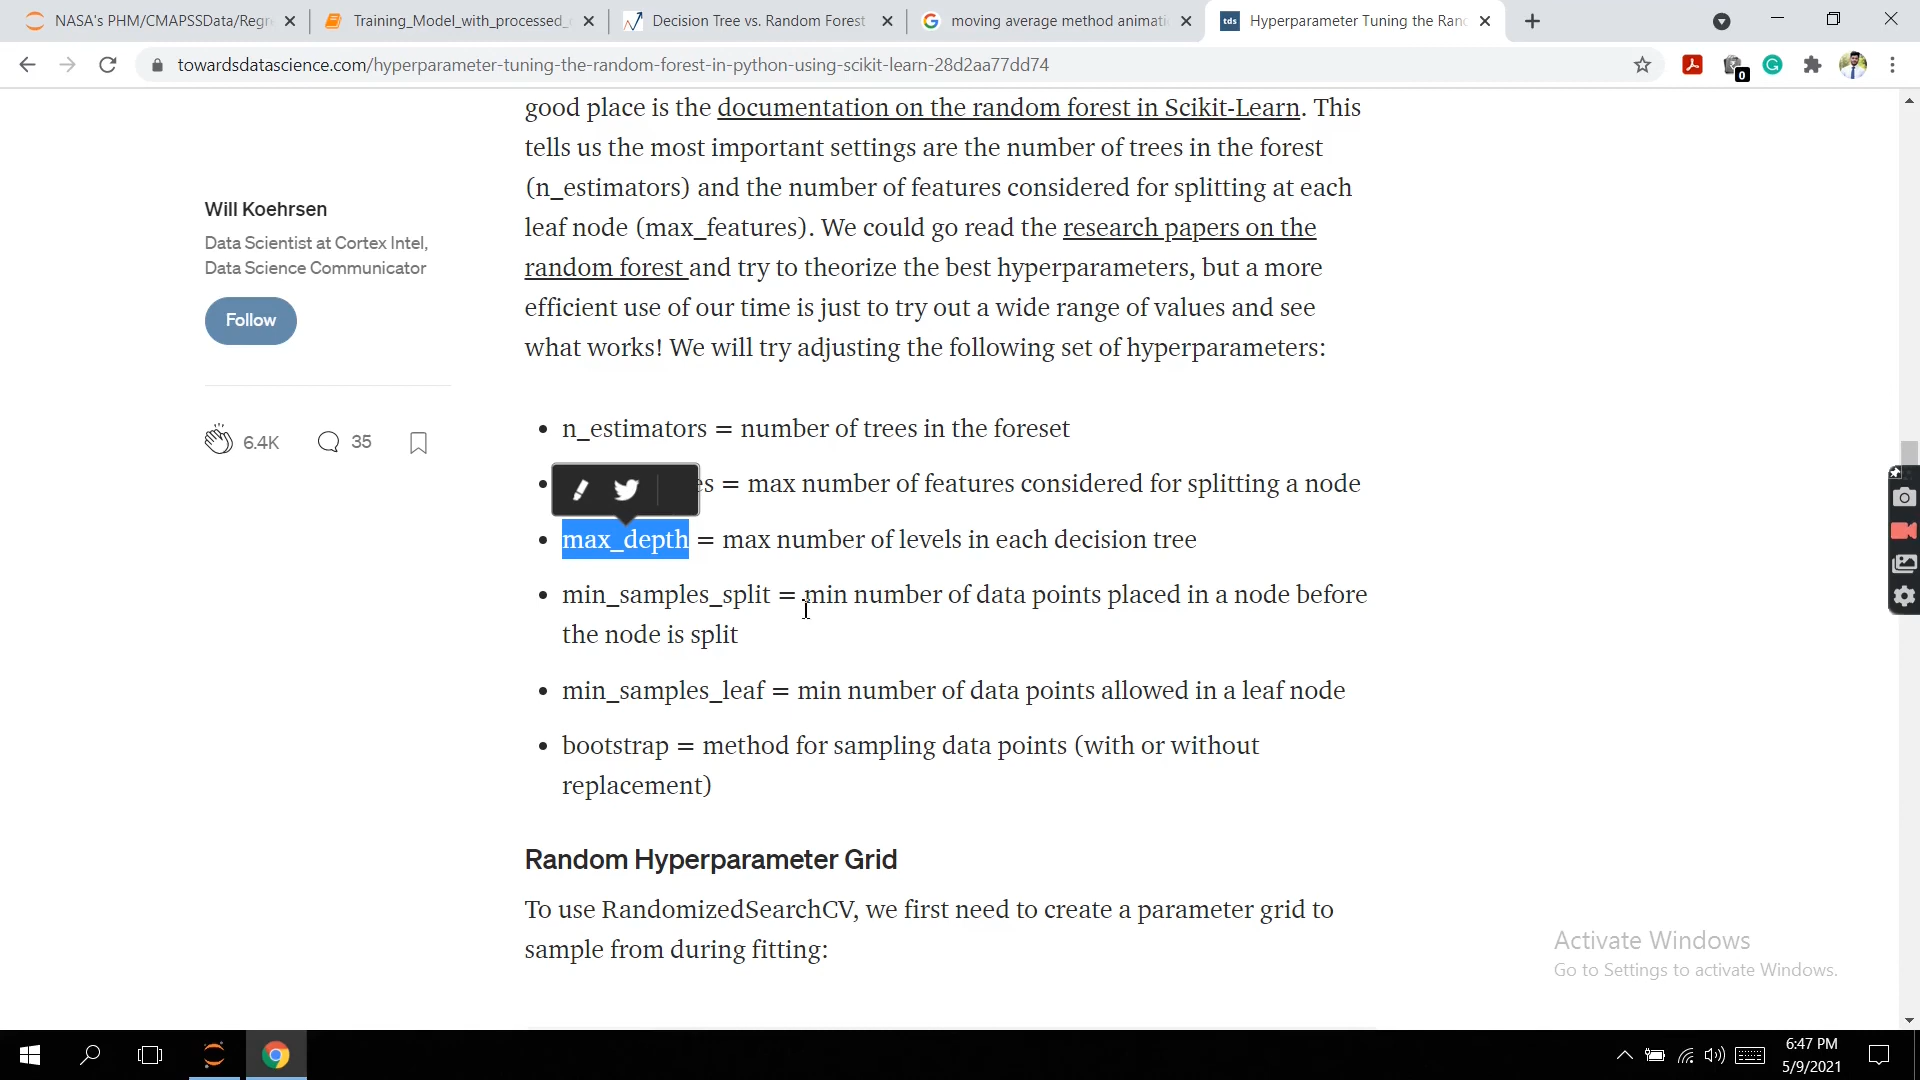 NASA's PHM/CMAPSSData/Regre
Training_Model_with_processed_
Decision Tree vs. Random Forest
moving average method animati
tds
Hyperparameter Tuning the Ran
towardsdatascience.com/hyperparameter-tuning-the-random-forest-in-python-using-scikit-learn-28d2aa77dd74
0
good place is the documentation on the random forest in Scikit-Learn. This
tells us the most important settings are the number of trees in the forest
(n_estimators) and the number of features considered for splitting at each
leaf node (max_features). We could go read the research papers on the
random forest and try to theorize the best hyperparameters, but a more
efficient use of our time is just to try out a wide range of values and see
what works! We will try adjusting the following set of hyperparameters:
Will Koehrsen
Data Scientist at Cortex Intel,
Data Science Communicator
Follow
6.4K
35
• n_estimators = number of trees in the foreset
• es = max number of features considered for splitting a node
• max_depth = max number of levels in each decision tree
• min_samples_split = min number of data points placed in a node before
the node is split
• min_samples_leaf = min number of data points allowed in a leaf node
• bootstrap = method for sampling data points (with or without
replacement)
Random Hyperparameter Grid
To use RandomizedSearchCV, we first need to create a parameter grid to
sample from during fitting:
Activate Windows
Go to Settings to activate Windows.
6:47 PM
5/9/2021